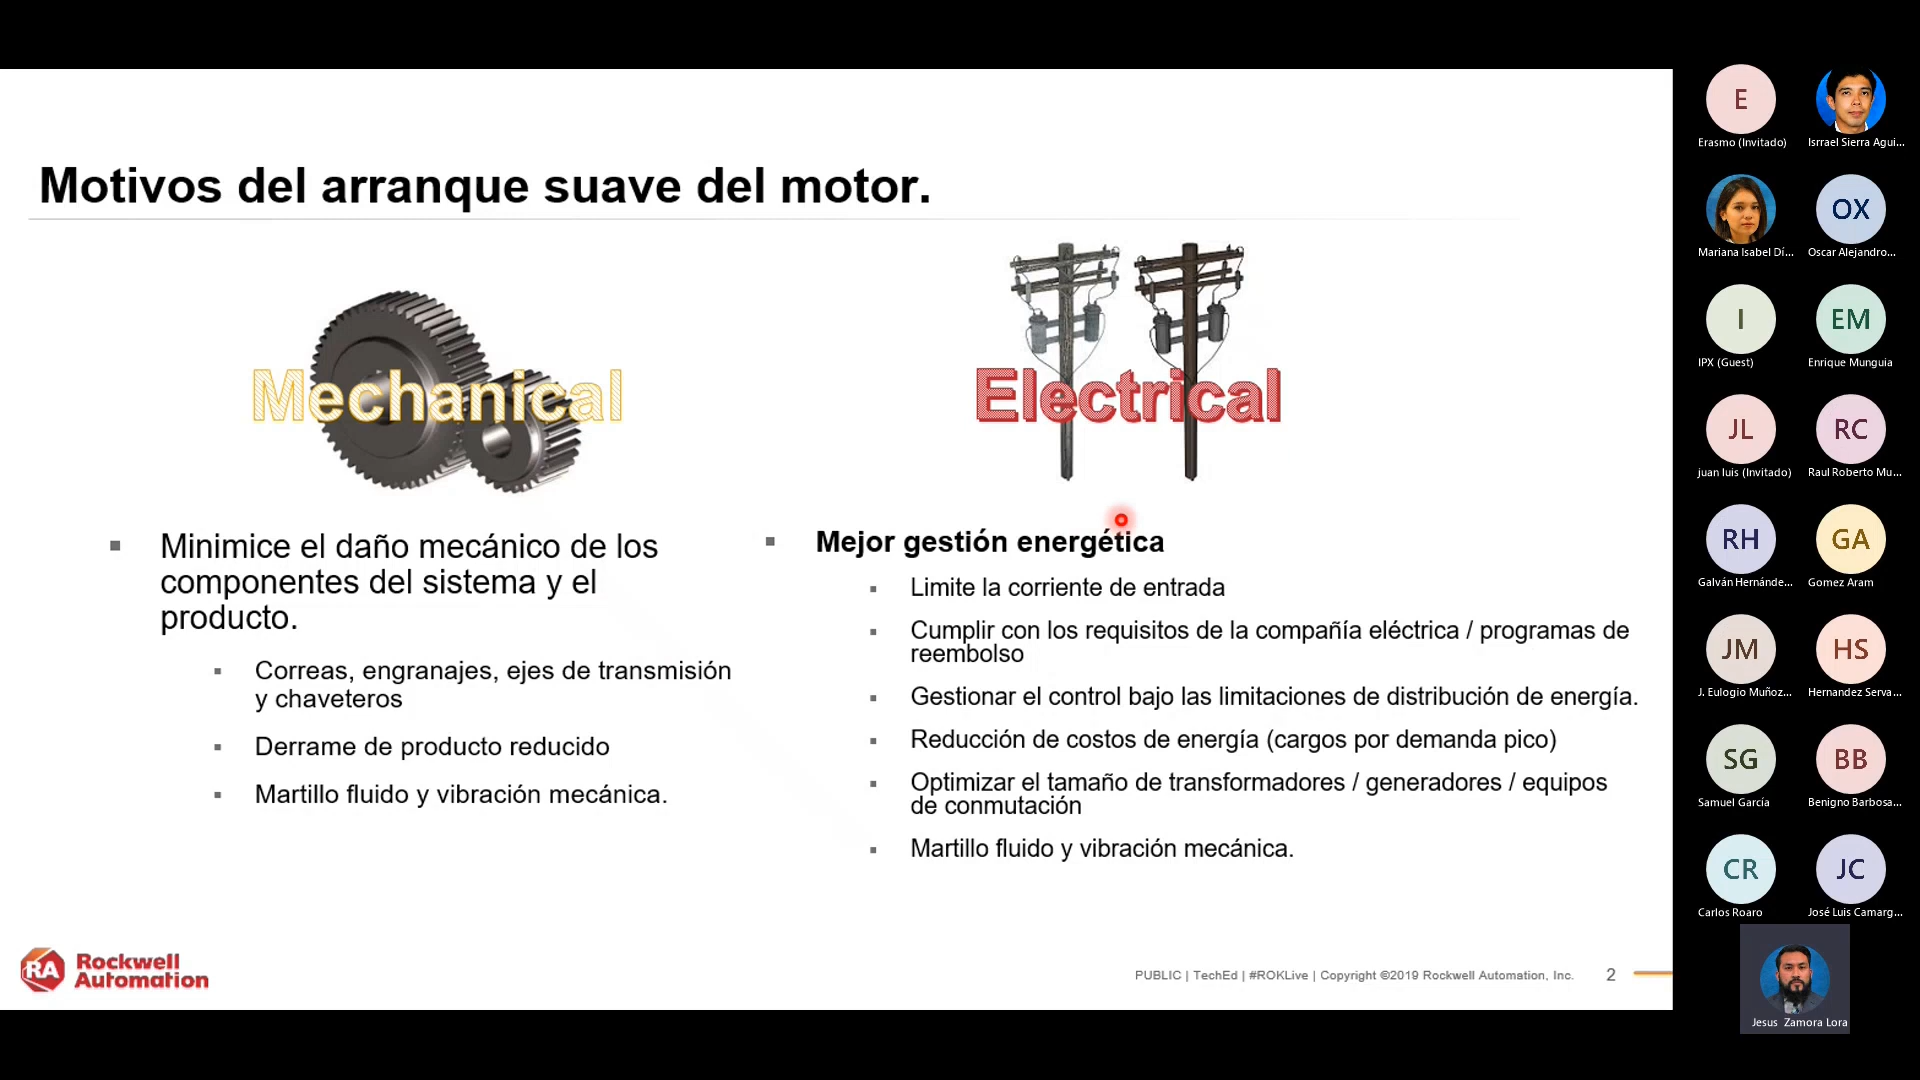 Motivos del arranque suave del motor.
Mechanical
Electrical
Minimice el daño mecánico de los
componentes del sistema y el
producto.
Correas, engranajes, ejes de transmisión
y chaveteros
Derrame de producto reducido
Martillo fluido y vibración mecánica.
Mejor gestión energética
Limite la corriente de entrada
Cumplir con los requisitos de la compañía eléctrica / programas de
reembolso
Gestionar el control bajo las limitaciones de distribución de energía.
Reducción de costos de energía (cargos por demanda pico)
Optimizar el tamaño de transformadores / generadores / equipos
de conmutación
Martillo fluido y vibración mecánica.
RA
Rockwell
Automation
PUBLIC | TechEd | #ROKLive | Copyright ©2019 Rockwell Automation, Inc.
2
E
Erasmo (Invitado)
Isrrael Sierra Agui...
Mariana Isabel Dí...
OX
Oscar Alejandro...
I
IPX (Guest)
EM
Enrique Munguia
JL
juan luis (Invitado)
RC
Raul Roberto Mu...
RH
Galván Hernánde...
GA
Gomez Aram
JM
J. Eulogio Muñoz...
HS
Hernandez Serva...
SG
Samuel García
BB
Benigno Barbosa...
CR
Carlos Roaro
JC
José Luis Camarg...
Jesus Zamora Lora